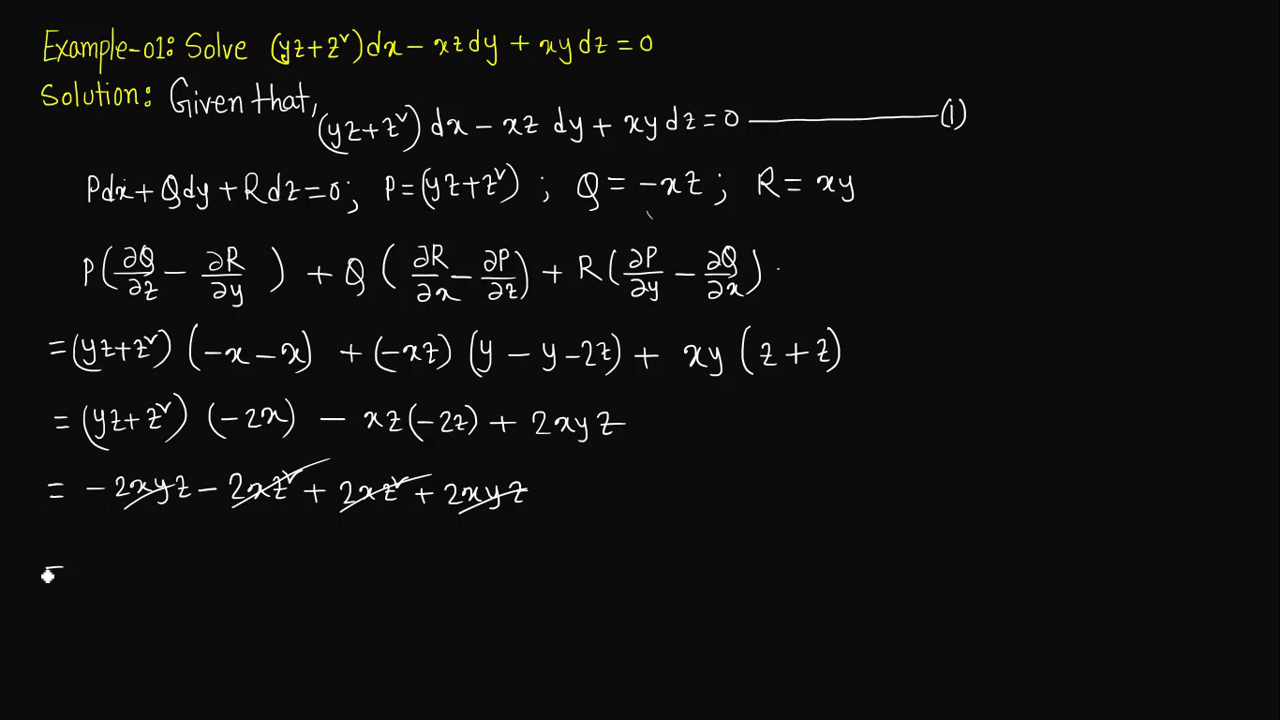 Example-01: Solve (yz+z²)dx - xzdy + xydz = 0
Solution: Given that,
(yz+z²) dx - xz dy + xydz = 0 ———— (1)
Pdx + Qdy + Rdz = 0; P = (yz+z²) ; Q = -xz ; R = xy
P(∂Q/∂z - ∂R/∂y) + Q(∂R/∂x - ∂P/∂z) + R(∂P/∂y - ∂Q/∂x)
= (yz+z²) (-x-x) + (-xz) (y-y-2z) + xy (z+z)
= (yz+z²) (-2x) - xz(-2z) + 2xyz
= -2xyz - 2xz² + 2xz² + 2xyz